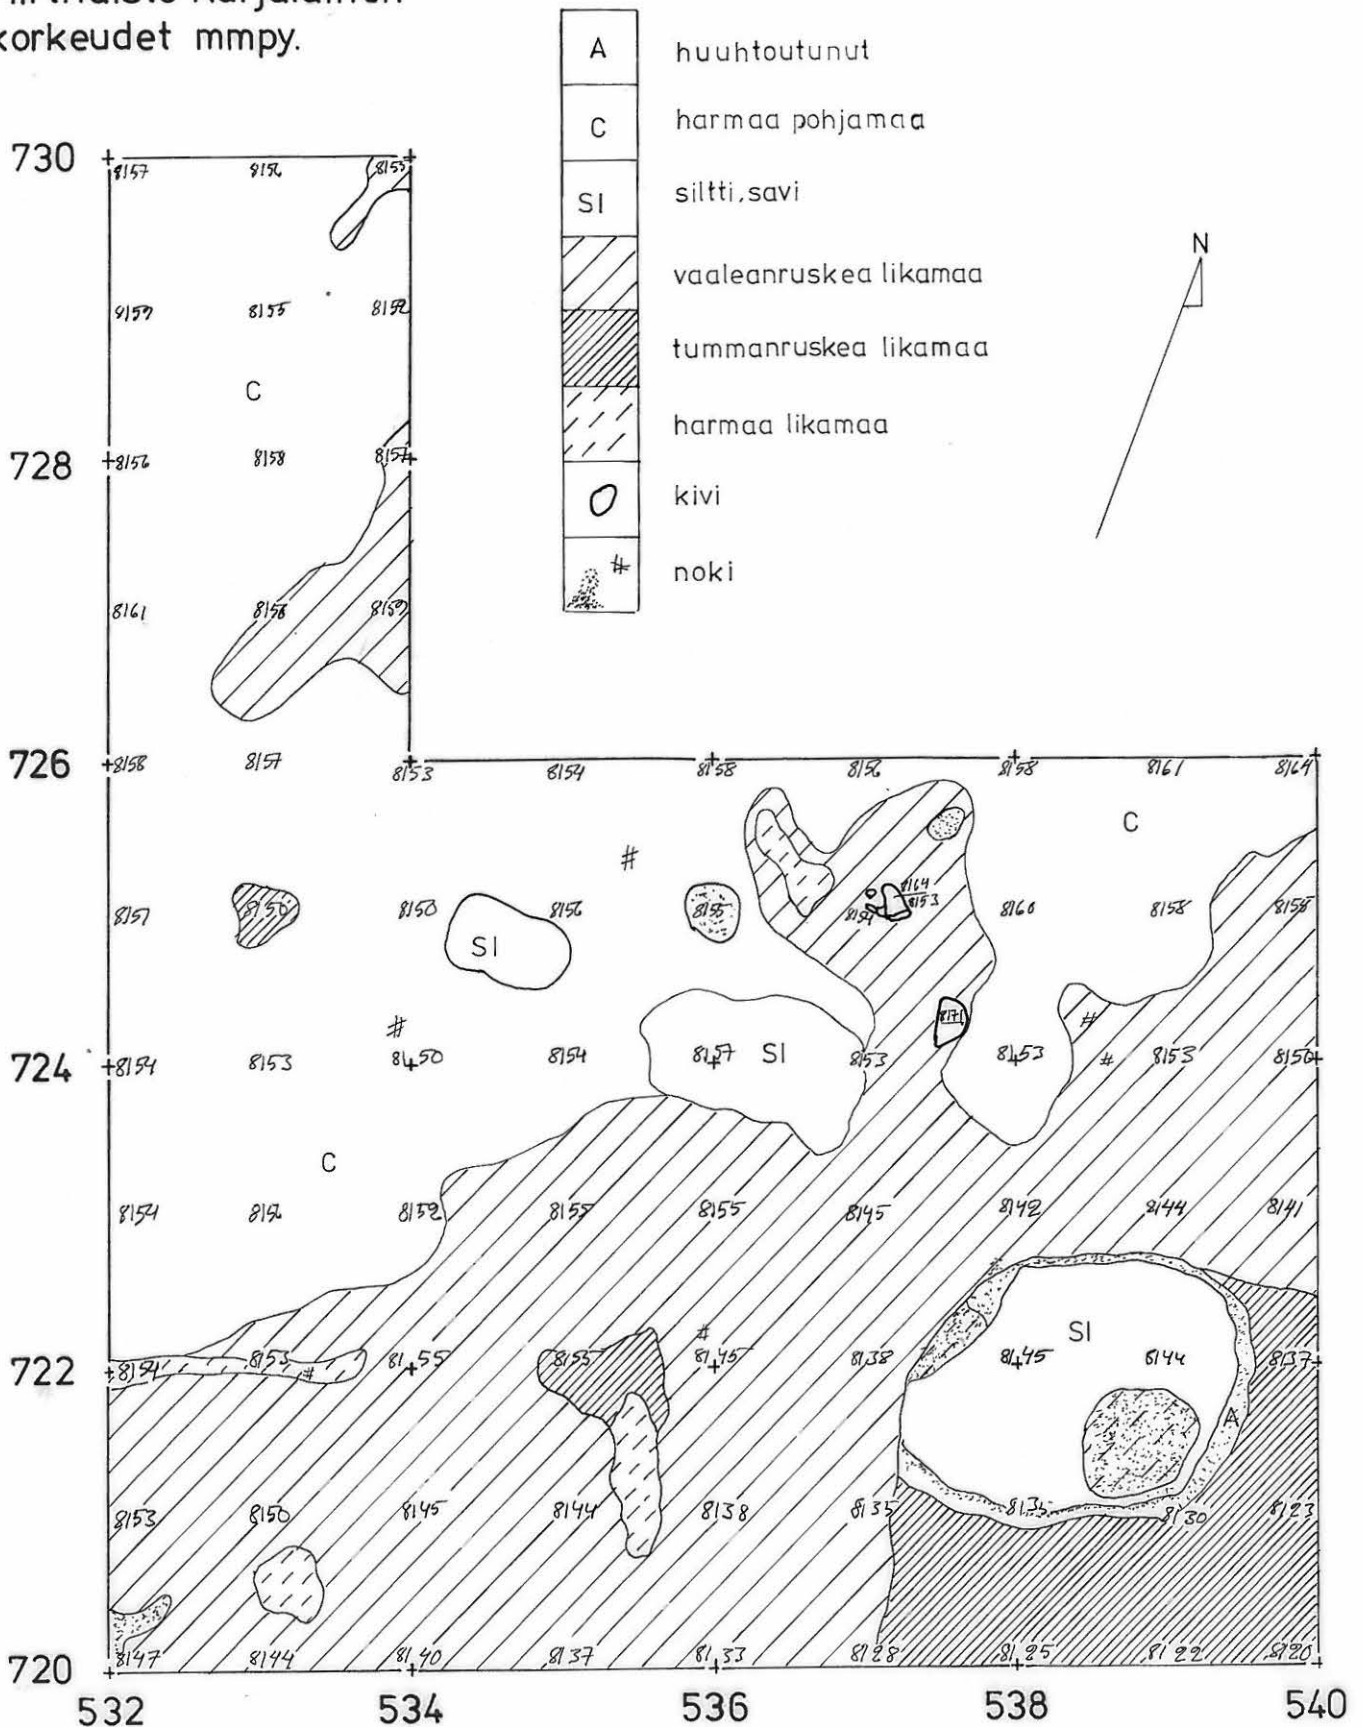 korkeudet mmpy.
A huuhtoutunut
C harmaa pohjamaa
SI siltti, savi
vaaleanruskea likamaa
tummanruskea likamaa
harmaa likamaa
kivi
# noki
N
730 8157 8156 8153
8159 8155 8152
C
728 8156 8158 8157
8161 8158 8159
726 8158 8157 8153 8154 8158 8156 8158 8161 8164
C
#
8157 8150 8150 8156 8155 8154 8164 8153 8160 8158 8155
SI
# 8171 #
724 8154 8153 8150 8154 8157 SI 8153 8153 # 8153 8150
C
8154 8156 8152 8155 8155 8145 8142 8144 8141
# SI
722 8154 8153 # 8155 8155 8145 8138 8145 8144 8137
A
8153 8150 8145 8144 8138 8135 8135 8130 8123
720 8147 8144 8140 8137 8133 8128 8125 8122 8120
532 534 536 538 540